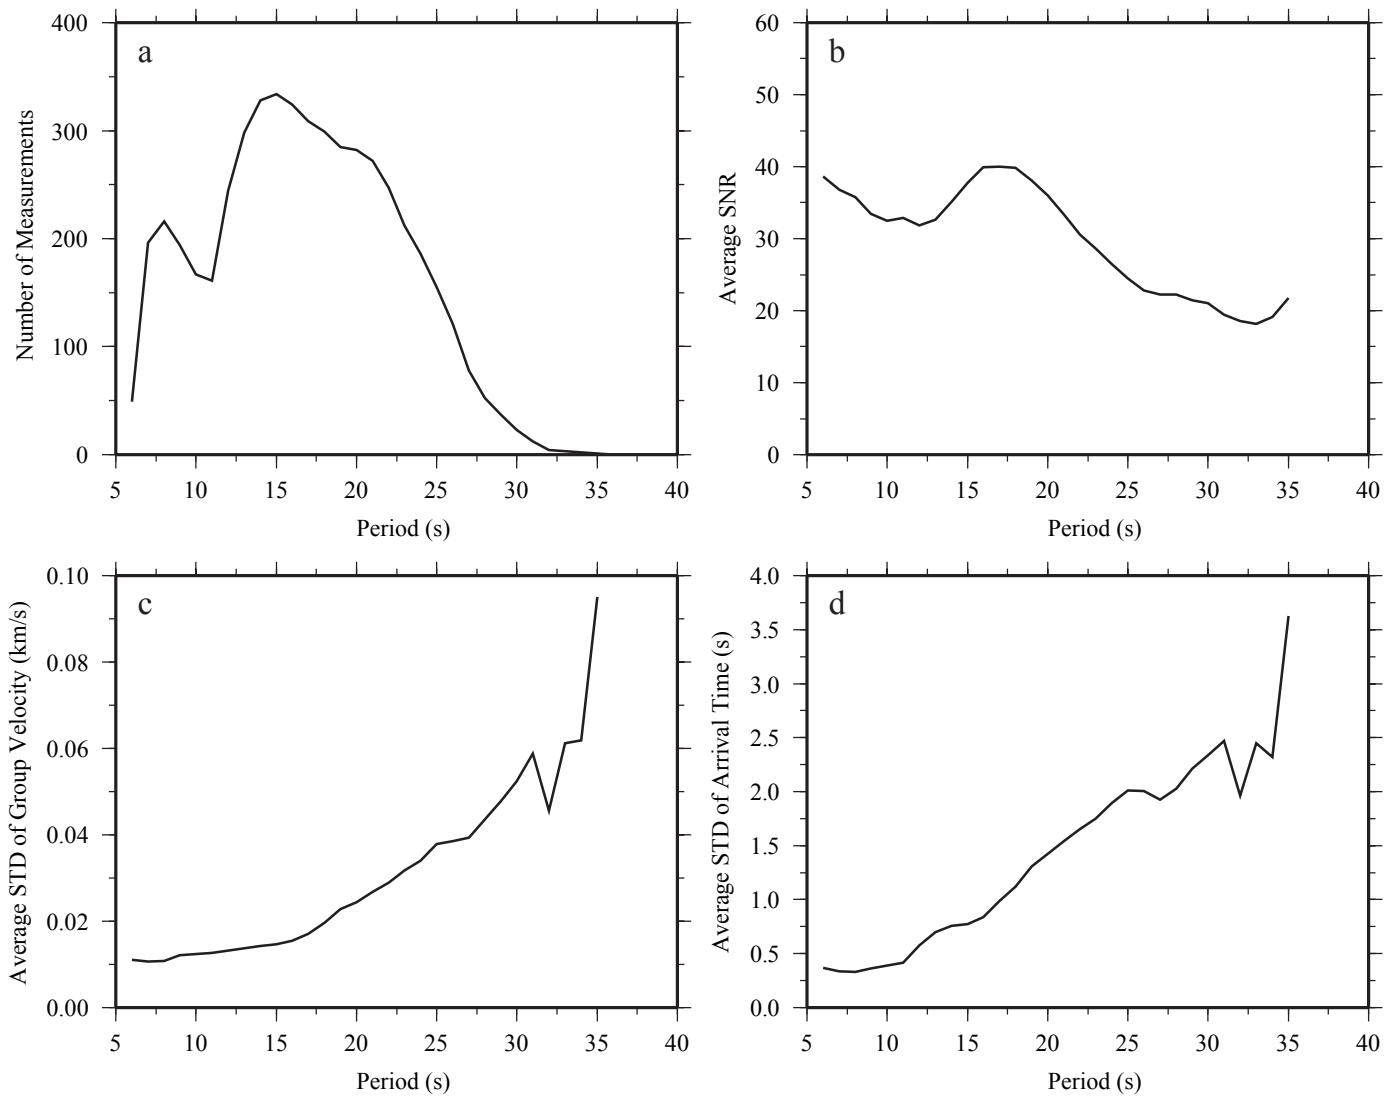 a
400
300
200
100
0
Number of Measurements
5 10 15 20 25 30 35 40
Period (s)
b
60
50
40
30
20
10
0
Average SNR
5 10 15 20 25 30 35 40
Period (s)
c
0.10
0.08
0.06
0.04
0.02
0.00
Average STD of Group Velocity (km/s)
5 10 15 20 25 30 35 40
Period (s)
d
4.0
3.5
3.0
2.5
2.0
1.5
1.0
0.5
0.0
Average STD of Arrival Time (s)
5 10 15 20 25 30 35 40
Period (s)